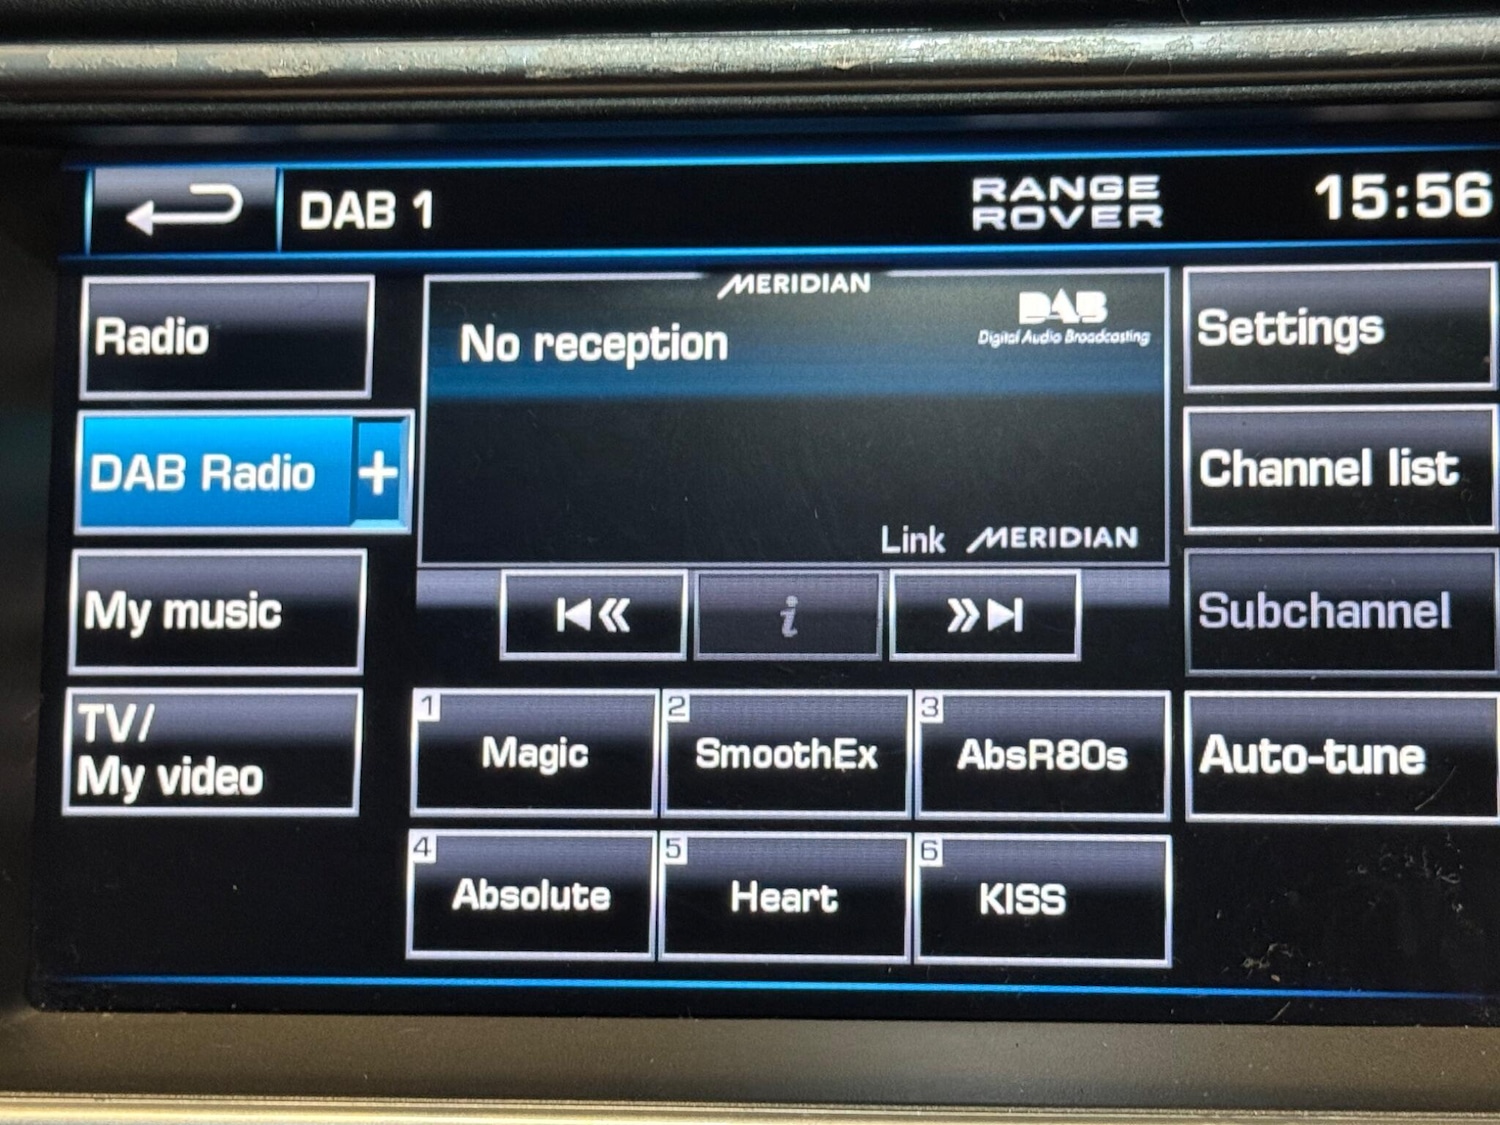 DAB 1
RANGE
ROVER
15:56
Radio
DAB Radio +
My music
TV/
My video
MERIDIAN
No reception
DAB
Digital Audio Broadcasting
Link MERIDIAN
i
1
Magic
2
SmoothEx
3
AbsR80s
4
Absolute
5
Heart
6
KISS
Settings
Channel list
Subchannel
Auto-tune